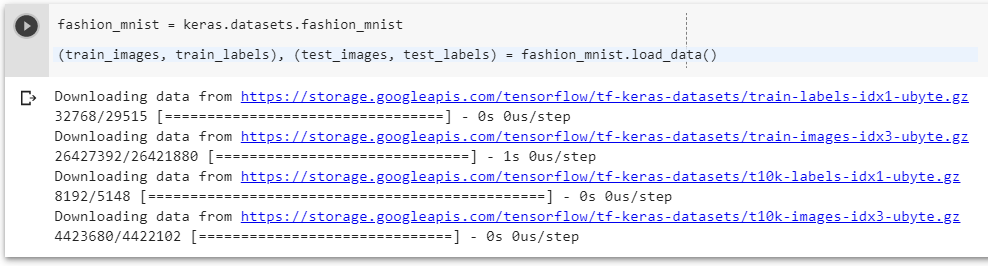 fashion_mnist = keras.datasets.fashion_mnist
(train_images, train_labels), (test_images, test_labels) = fashion_mnist.load_data()
Downloading data from https://storage.googleapis.com/tensorflow/tf-keras-datasets/train-labels-idx1-ubyte.gz
32768/29515 [=================================] - 0s 0us/step
Downloading data from https://storage.googleapis.com/tensorflow/tf-keras-datasets/train-images-idx3-ubyte.gz
26427392/26421880 [==============================] - 1s 0us/step
Downloading data from https://storage.googleapis.com/tensorflow/tf-keras-datasets/t10k-labels-idx1-ubyte.gz
8192/5148 [===============================================] - 0s 0us/step
Downloading data from https://storage.googleapis.com/tensorflow/tf-keras-datasets/t10k-images-idx3-ubyte.gz
4423680/4422102 [==============================] - 0s 0us/step